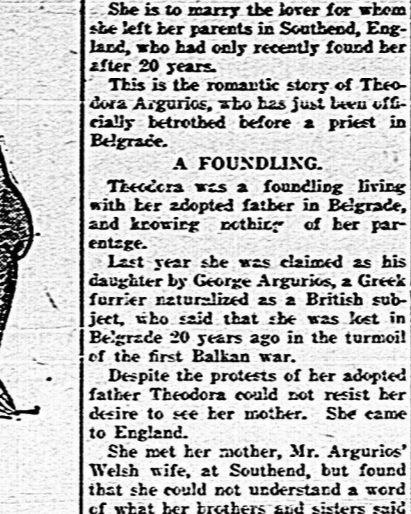 She is to marry the lover for whom
she left her parents in Southend, Eng-
land, who had only recently found her
after 20 years.
This is the romantic story of Theo-
dora Argurios, who has just been offi-
cially betrothed before a priest in
Belgrade.
A FOUNDLING.
Theodora was a foundling living
with her adopted father in Belgrade,
and knowing nothing of her par-
entage.
Last year she was claimed as his
daughter by George Argurios, a Greek
furrier naturalized as a British sub-
ject, who said that she was lost in
Belgrade 20 years ago in the turmoil
of the first Balkan war.
Despite the protests of her adopted
father Theodora could not resist her
desire to see her mother. She came
to England.
She met her mother, Mr. Argurios'
Welsh wife, at Southend, but found
that she could not understand a word
of what her brothers and sisters said